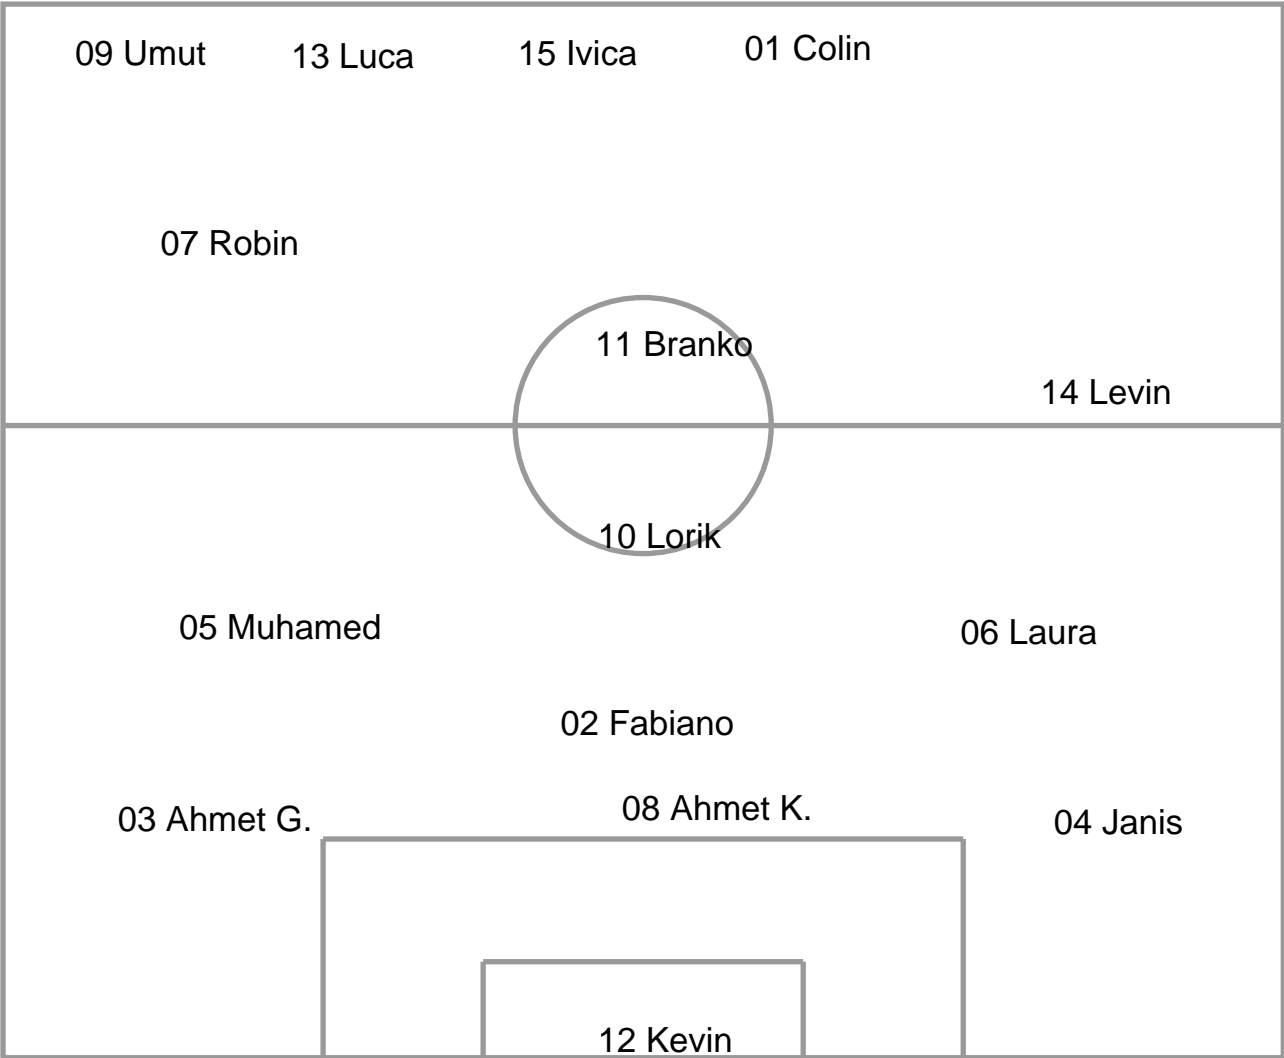 09 Umut
13 Luca
15 Ivica
01 Colin
07 Robin
11 Branko
14 Levin
10 Lorik
05 Muhamed
06 Laura
02 Fabiano
03 Ahmet G.
08 Ahmet K.
04 Janis
12 Kevin